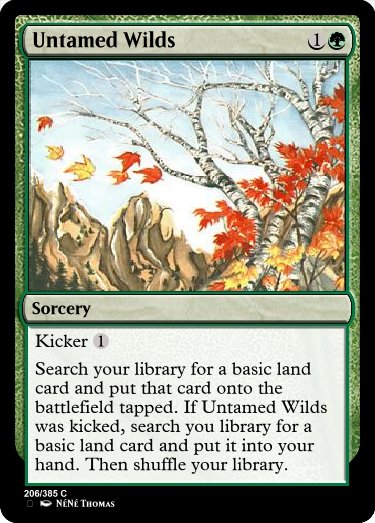 Untamed Wilds 1
Sorcery
Kicker 1
Search your library for a basic land
card and put that card onto the
battlefield tapped. If Untamed Wilds
was kicked, search you library for a
basic land card and put it into your
hand. Then shuffle your library.
206/385 C
NéNé Thomas